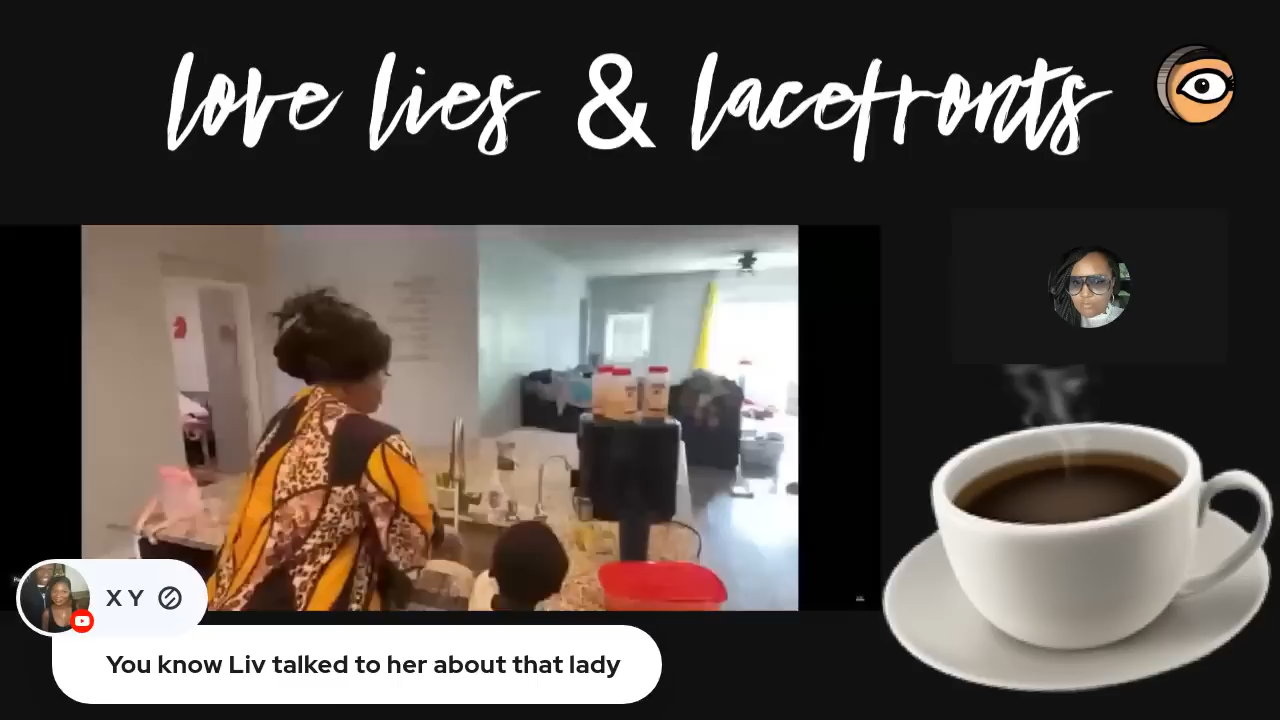 love lies & lacefronts
X Y
You know Liv talked to her about that lady